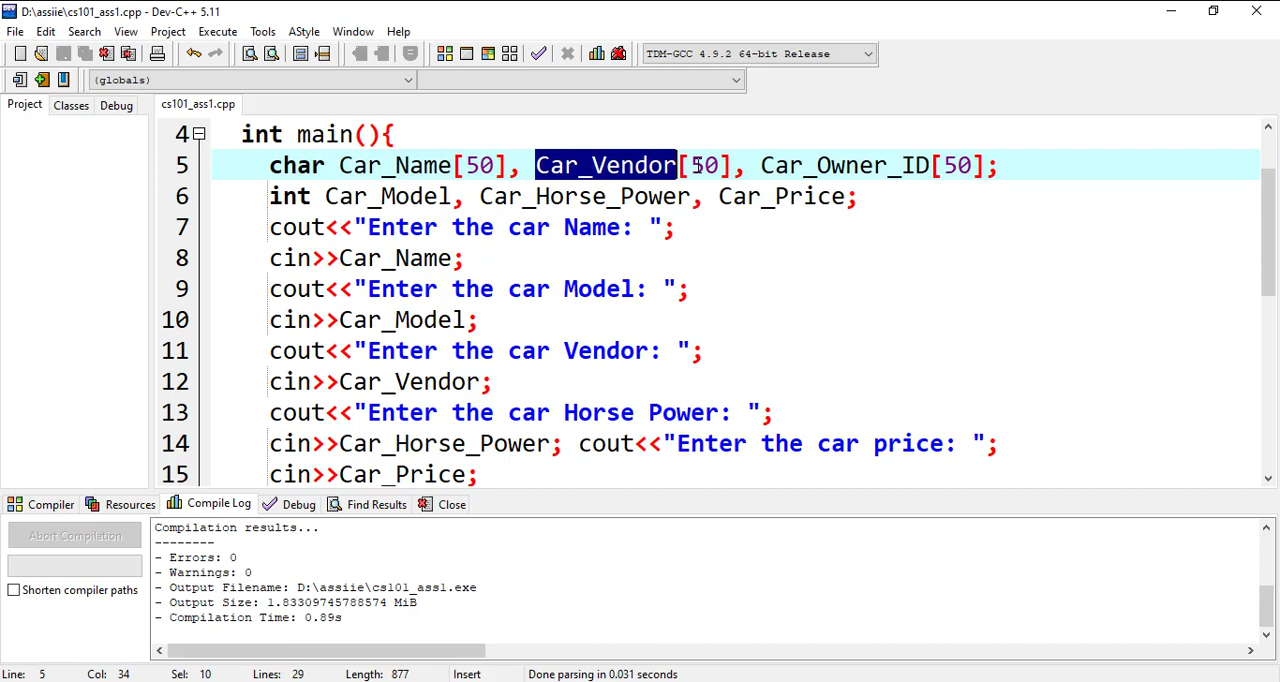 D:\assiie\cs101_ass1.cpp - Dev-C++ 5.11
File Edit Search View Project Execute Tools AStyle Window Help
TDM-GCC 4.9.2 64-bit Release
(globals)
Project Classes Debug cs101_ass1.cpp
4 int main(){
5 char Car_Name[50], Car_Vendor[50], Car_Owner_ID[50];
6 int Car_Model, Car_Horse_Power, Car_Price;
7 cout<<"Enter the car Name: ";
8 cin>>Car_Name;
9 cout<<"Enter the car Model: ";
10 cin>>Car_Model;
11 cout<<"Enter the car Vendor: ";
12 cin>>Car_Vendor;
13 cout<<"Enter the car Horse Power: ";
14 cin>>Car_Horse_Power; cout<<"Enter the car price: ";
15 cin>>Car_Price;
Compiler Resources Compile Log Debug Find Results Close
Abort Compilation
Shorten compiler paths
Compilation results...
--------
- Errors: 0
- Warnings: 0
- Output Filename: D:\assiie\cs101_ass1.exe
- Output Size: 1.83309745788574 MiB
- Compilation Time: 0.89s
Line: 5 Col: 34 Sel: 10 Lines: 29 Length: 877 Insert Done parsing in 0.031 seconds